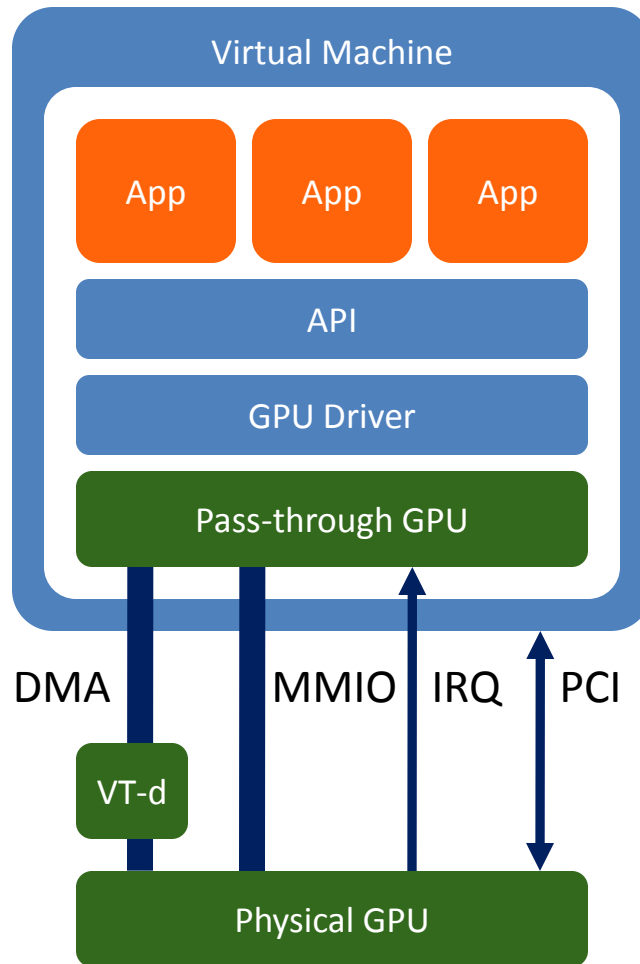 Virtual Machine
App App App
API
GPU Driver
Pass-through GPU
DMA MMIO IRQ PCI
VT-d
Physical GPU